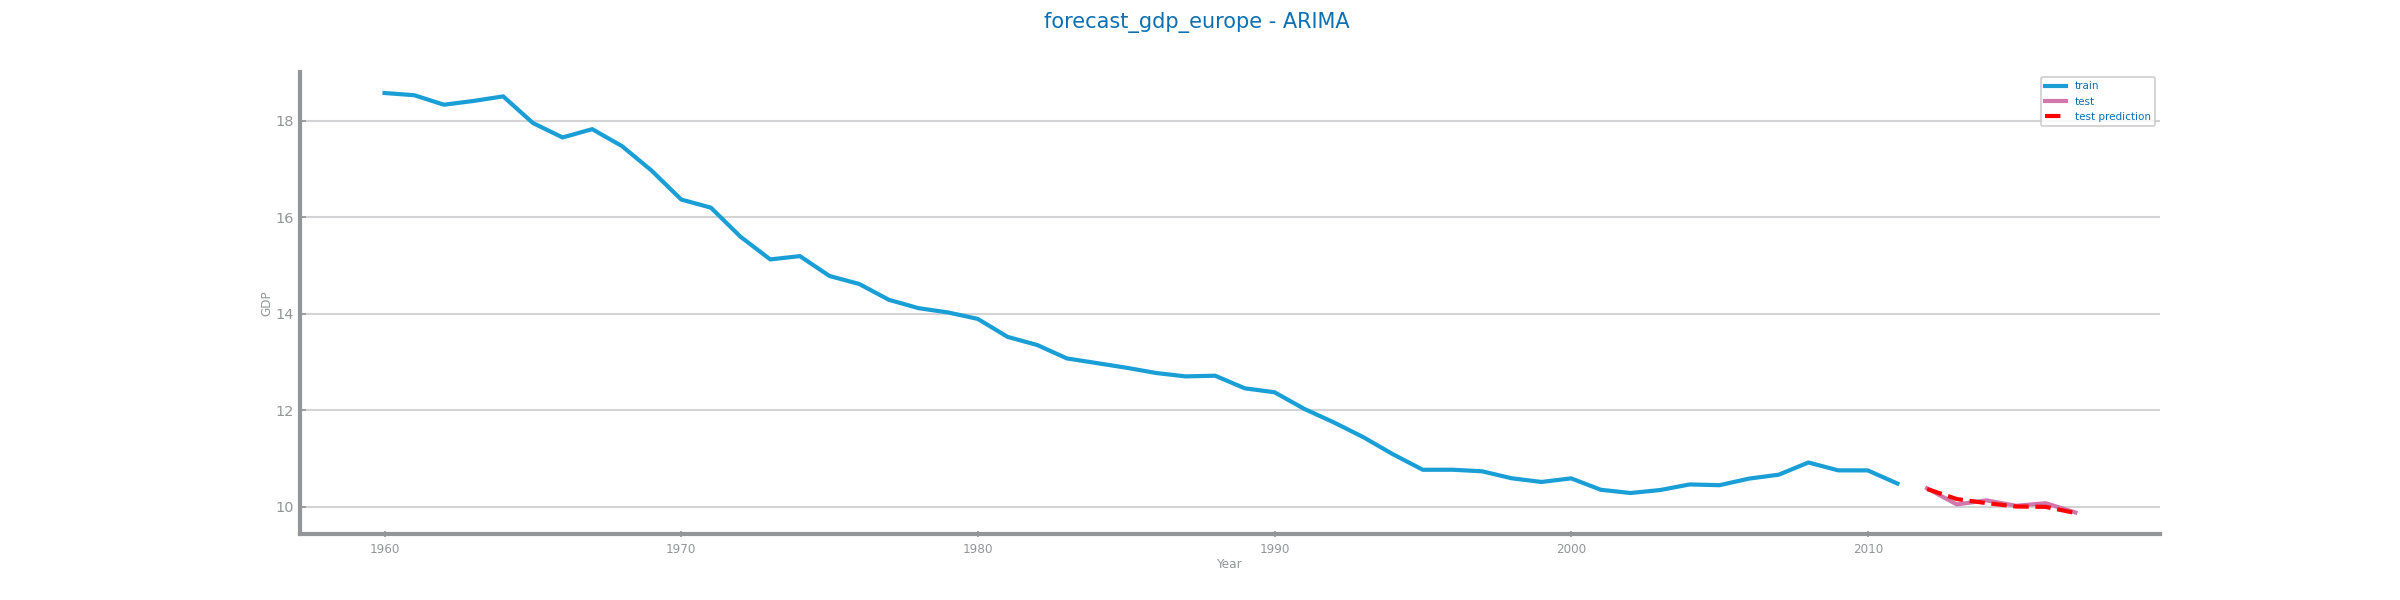 forecast_gdp_europe - ARIMA
train
test
test prediction
18
16
14
12
10
GDP
1960 1970 1980 1990 2000 2010
Year